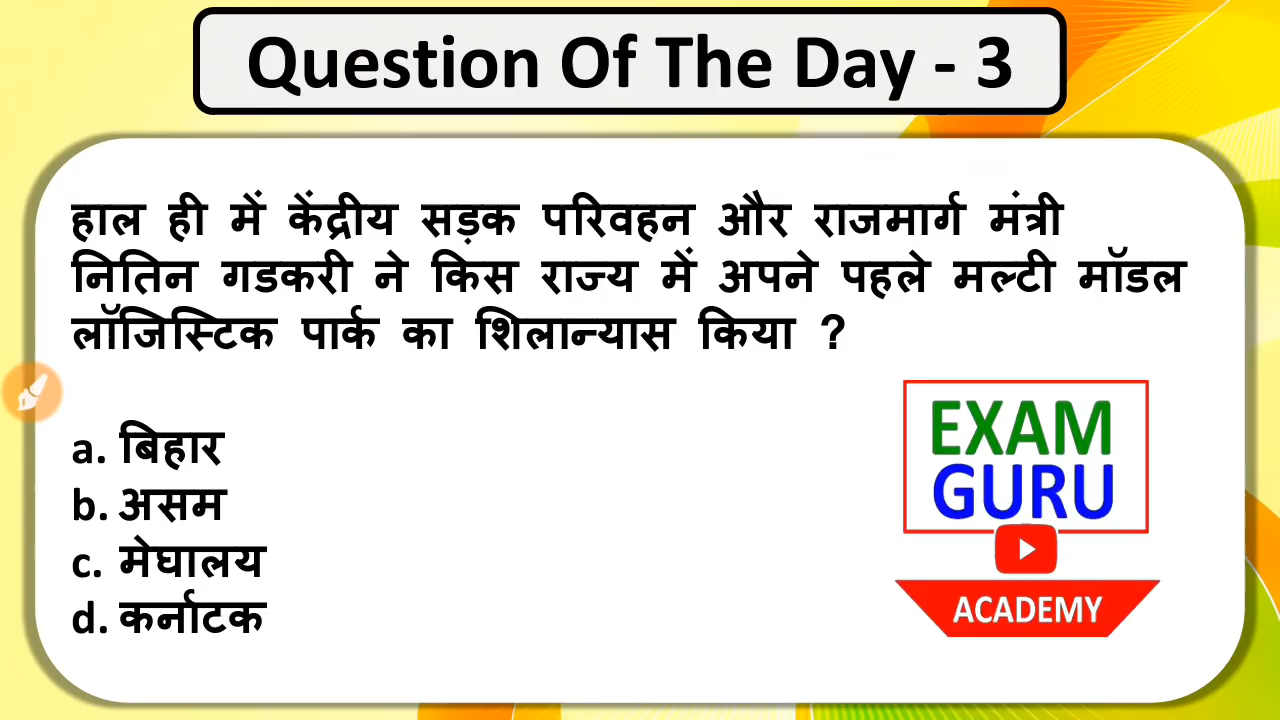 Question Of The Day - 3
हाल ही में केंद्रीय सड़क परिवहन और राजमार्ग मंत्री
नितिन गडकरी ने किस राज्य में अपने पहले मल्टी मॉडल
लॉजिस्टिक पार्क का शिलान्यास किया ?
a. बिहार
b. असम
c. मेघालय
d. कर्नाटक
EXAM
GURU
ACADEMY